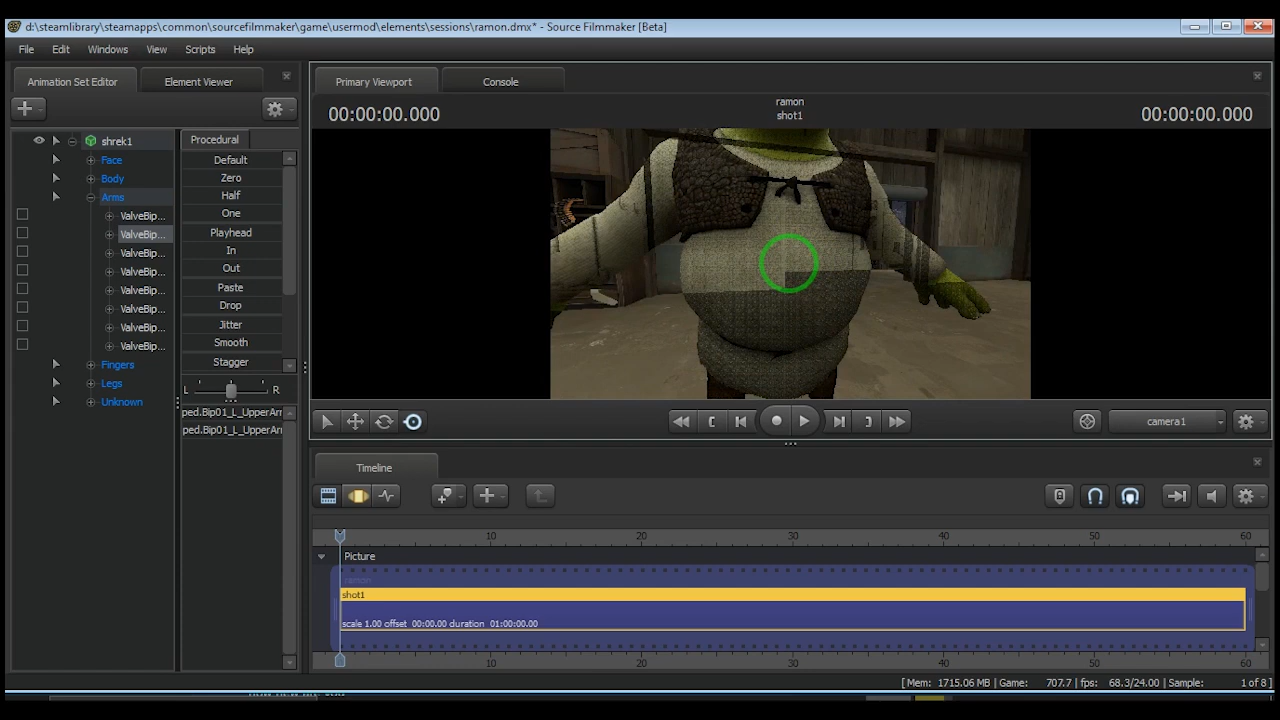 d:\steamlibrary\steamapps\common\sourcefilmmaker\game\usermod\elements\sessions\ramon.dmx* - Source Filmmaker [Beta]
File Edit Windows View Scripts Help
Animation Set Editor Element Viewer
Primary Viewport Console
00:00:00.000
ramon
shot1
00:00:00.000
shrek1
Face
Body
Arms
ValveBip...
ValveBip...
ValveBip...
ValveBip...
ValveBip...
ValveBip...
ValveBip...
ValveBip...
Fingers
Legs
Unknown
Procedural
Default
Zero
Half
One
Playhead
In
Out
Paste
Drop
Jitter
Smooth
Stagger
L R
ped.Bip01_L_UpperArr
ped.Bip01_L_UpperArr
camera1
Timeline
10 20 30 40 50 60
Picture
ramon
shot1
scale 1.00 offset 00:00.00 duration 01:00:00.00
10 20 30 40 50 60
[ Mem: 1715.06 MB | Game: 707.7 | fps: 68.3/24.00 | Sample: 1 of 8 ]